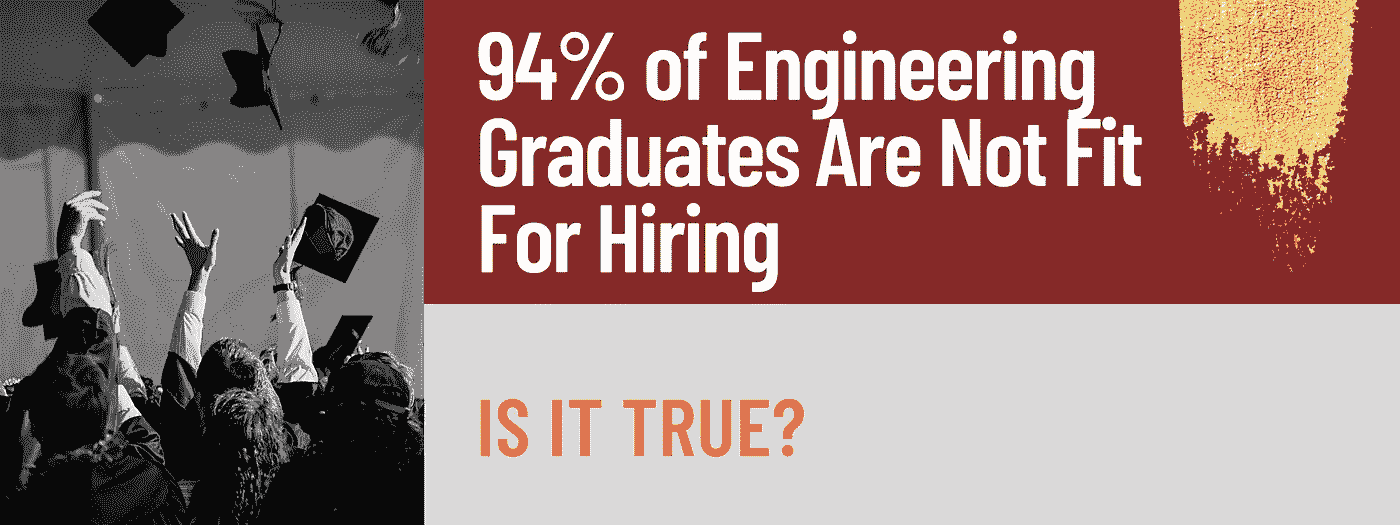 94% of Engineering
Graduates Are Not Fit
For Hiring
IS IT TRUE?